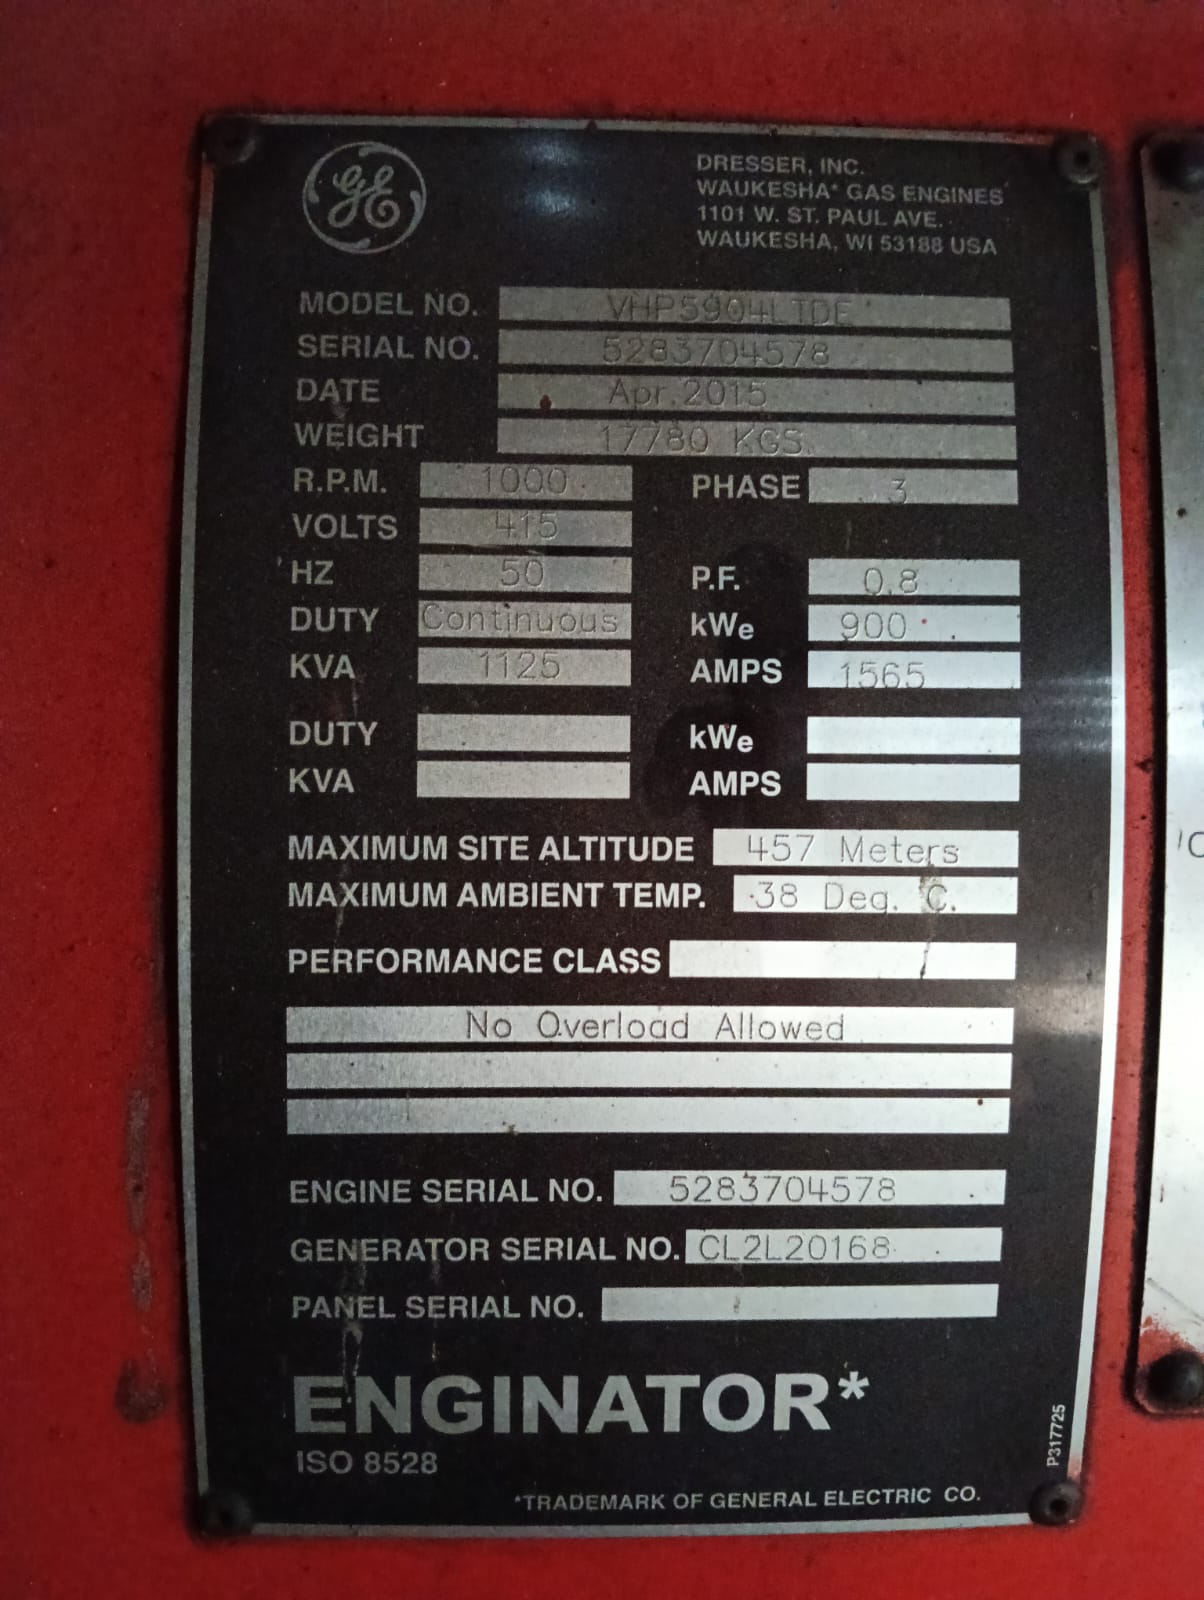 GE
DRESSER, INC.
WAUKESHA* GAS ENGINES
1101 W. ST. PAUL AVE.
WAUKESHA, WI 53188 USA
MODEL NO. VHP5904LTDE
SERIAL NO. 5283704578
DATE Apr.2015
WEIGHT 17780 KGS.
R.P.M. 1000 PHASE 3
VOLTS 415
HZ 50 P.F. 0.8
DUTY Continuous kWe 900
KVA 1125 AMPS 1565
DUTY kWe
KVA AMPS
MAXIMUM SITE ALTITUDE 457 Meters
MAXIMUM AMBIENT TEMP. 38 Deg. C.
PERFORMANCE CLASS
No Overload Allowed
ENGINE SERIAL NO. 5283704578
GENERATOR SERIAL NO. CL2L20168
PANEL SERIAL NO.
ENGINATOR*
ISO 8528
P317725
*TRADEMARK OF GENERAL ELECTRIC CO.